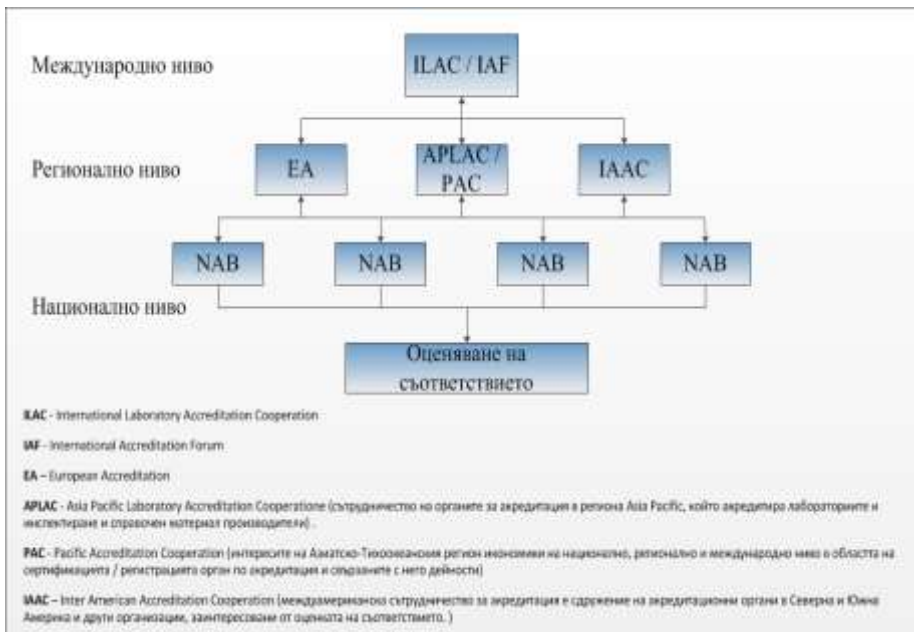 Международно ниво
ILAC / IAF
Регионално ниво
EA
APLAC /
PAC
IAAC
NAB
NAB
NAB
NAB
Национално ниво
Оценяване на
съответствието
ILAC - International Laboratory Accreditation Cooperation
IAF - International Accreditation Forum
EA – European Accreditation
APLAC - Asia Pacific Laboratory Accreditation Cooperatione (сътрудничество на органите за акредитация в региона Asia Pacific, който акредитира лабораториите и
инспектиране и справочен материал производители) .
PAC - Pacific Accreditation Cooperation (интересите на Азиатско-Тихоокеанския регион икономики на национално, регионално и международно ниво в областта на
сертификацията / регистрацията орган по акредитация и свързаните с него дейности)
IAAC – Inter American Accreditation Cooperation (междуамериканска сътрудничество за акредитация е сдружение на акредитационни органи в Северна и Южна
Америка и други организации, заинтересовани от оценката на съответствието. )